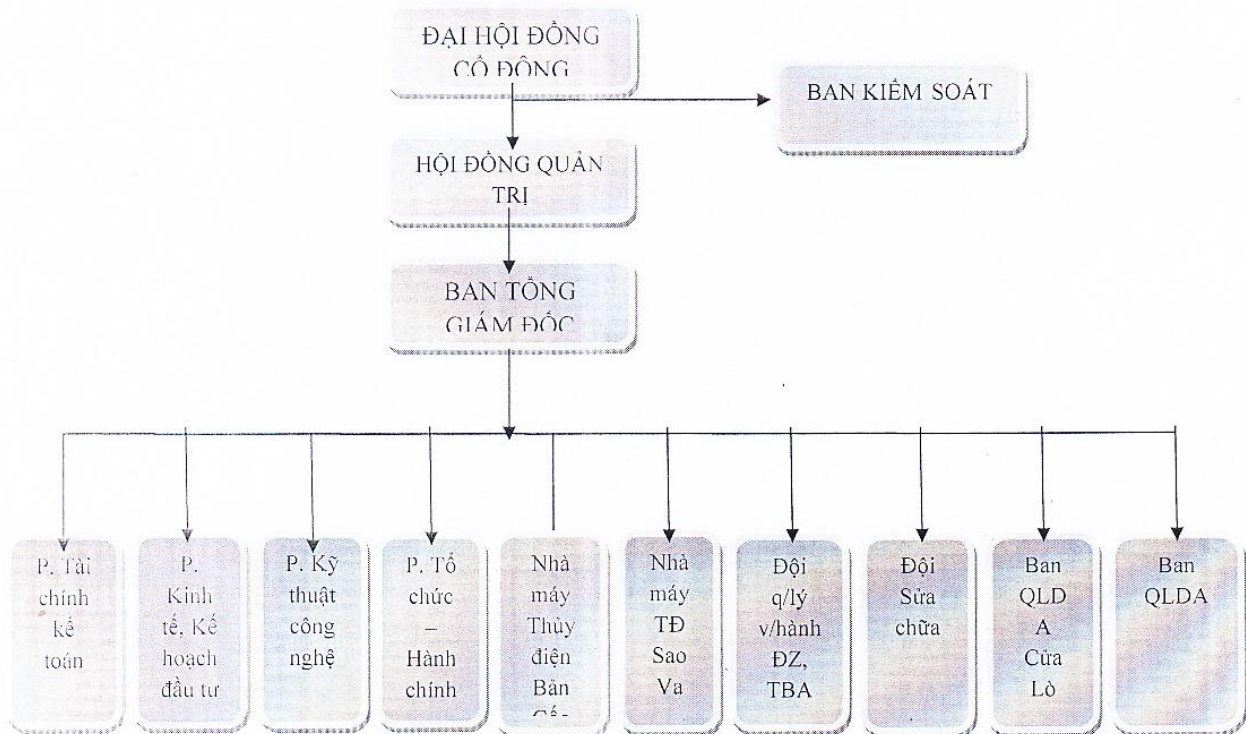 ĐẠI HỘI ĐỒNG
CỔ ĐÔNG
BAN KIỂM SOÁT
HỘI ĐỒNG QUẢN
TRỊ
BAN TỔNG
GIÁM ĐỐC
P. Tài
chính
kế
toán
P.
Kinh
tế, Kế
hoạch
đầu tư
P. Kỹ
thuật
công
nghệ
P. Tổ
chức
–
Hành
chính
Nhà
máy
Thủy
điện
Bản
Nhà
máy
TĐ
Sao
Va
Đội
q/lý
v/hành
ĐZ,
TBA
Đội
Sửa
chữa
Ban
QLD
A
Cửa
Lò
Ban
QLDA